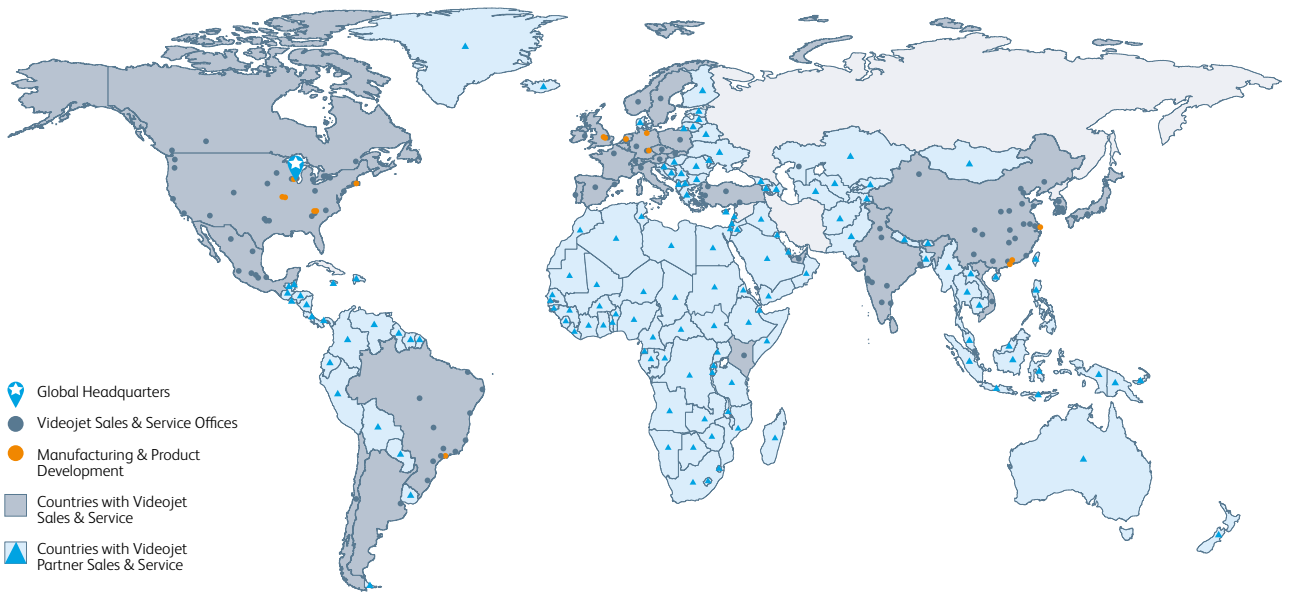 Global Headquarters
Videojet Sales & Service Offices
Manufacturing & Product
Development
Countries with Videojet
Sales & Service
Countries with Videojet
Partner Sales & Service